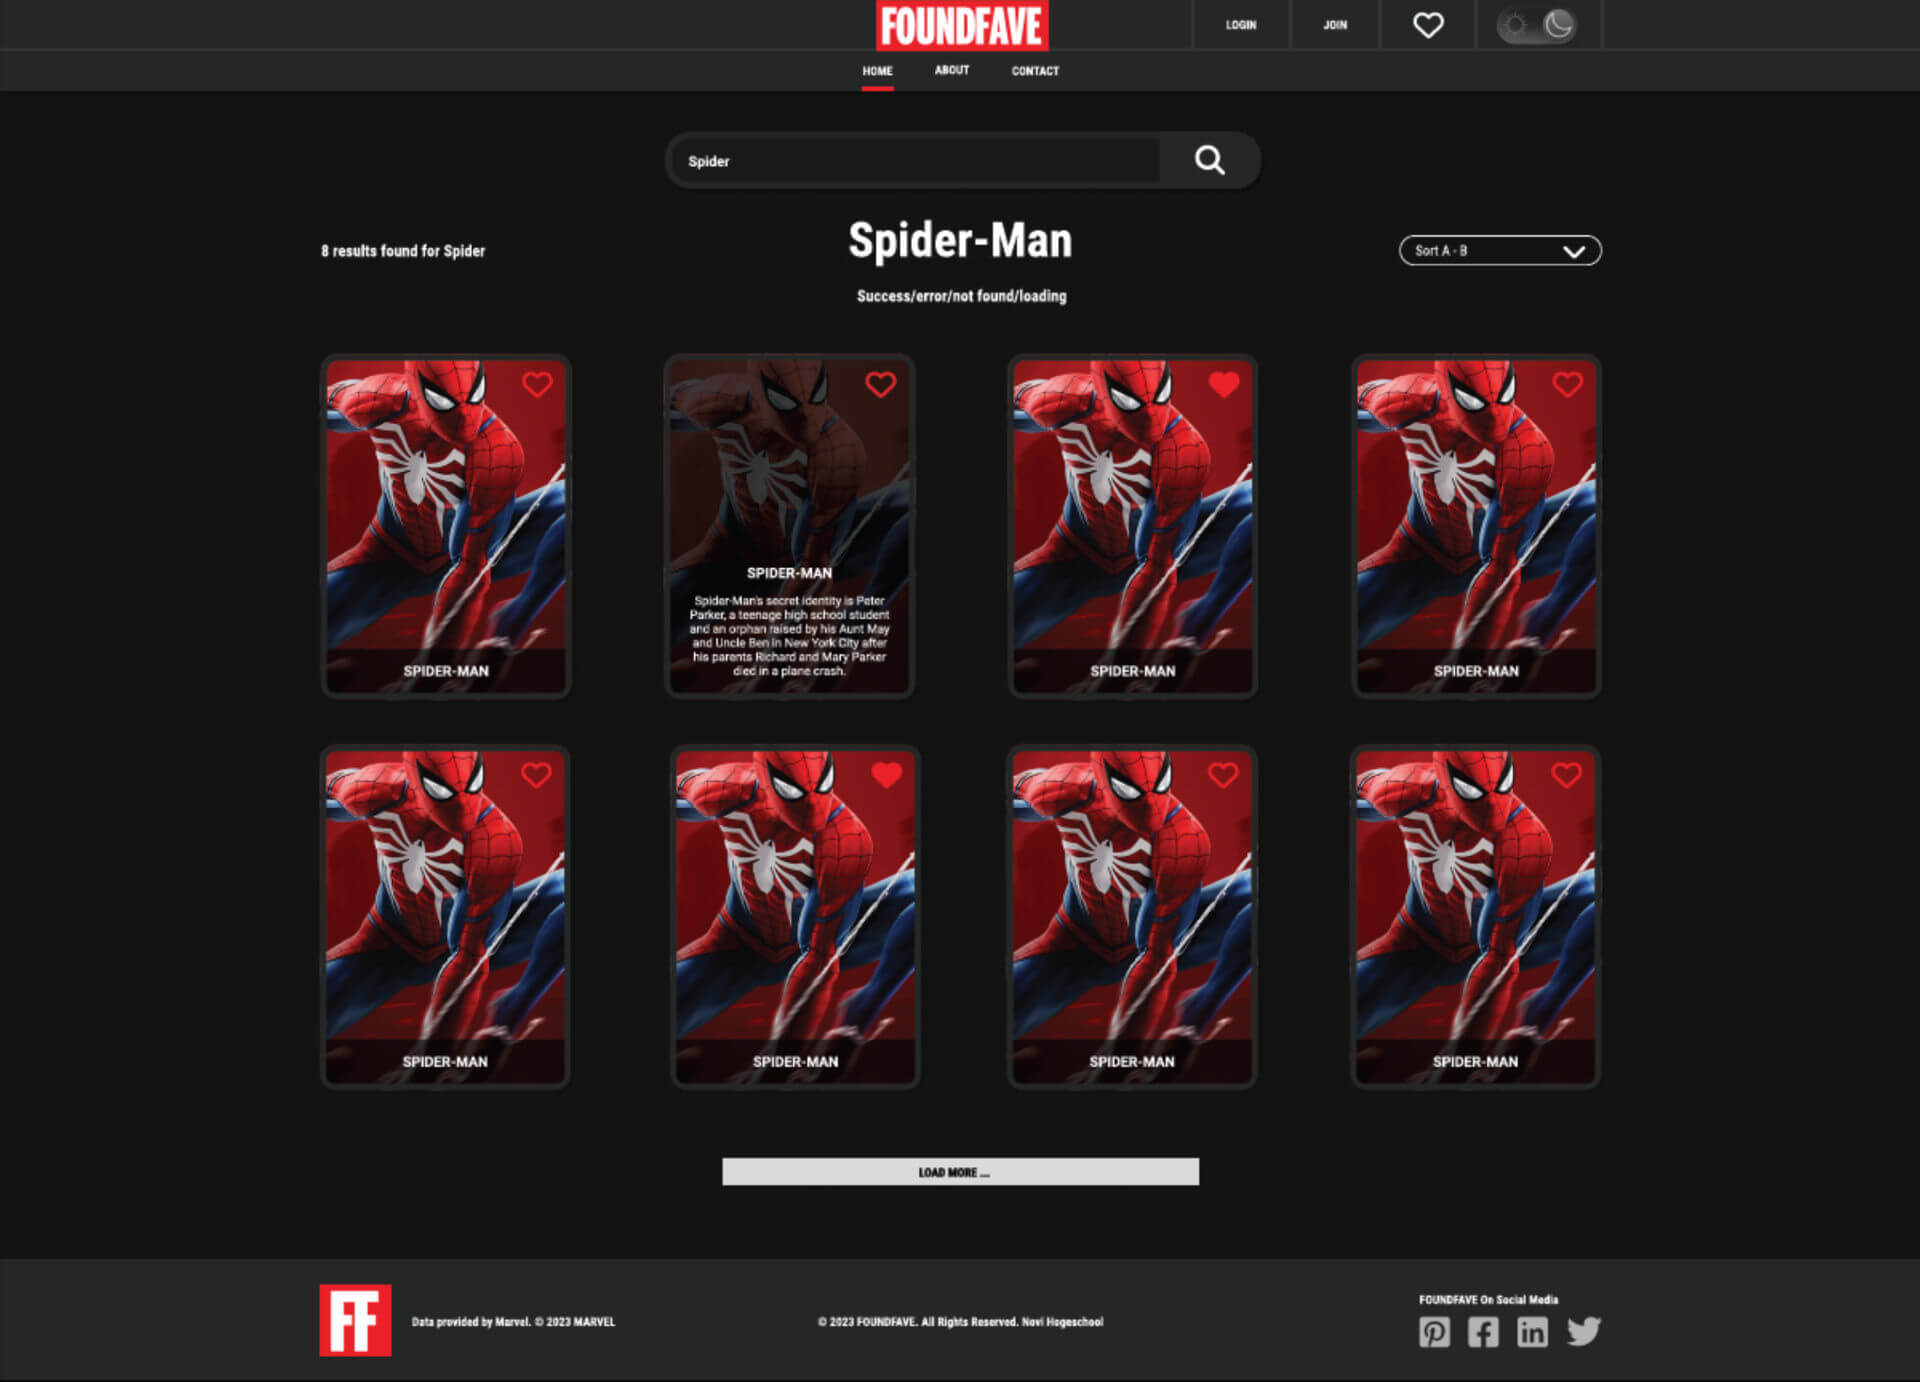 FOUNDFAVE
LOGIN
JOIN
HOME
ABOUT
CONTACT
Spider
8 results found for Spider
Spider-Man
Sort A - B
Success/error/not found/loading
SPIDER-MAN
SPIDER-MAN
Spider-Man's secret identity is Peter
Parker, a teenage high school student
and an orphan raised by his Aunt May
and Uncle Ben in New York City after
his parents Richard and Mary Parker
died in a plane crash.
SPIDER-MAN
SPIDER-MAN
SPIDER-MAN
SPIDER-MAN
SPIDER-MAN
SPIDER-MAN
LOAD MORE ...
FF
Data provided by Marvel. © 2023 MARVEL
© 2023 FOUNDFAVE. All Rights Reserved. Novi Hogeschool
FOUNDFAVE On Social Media